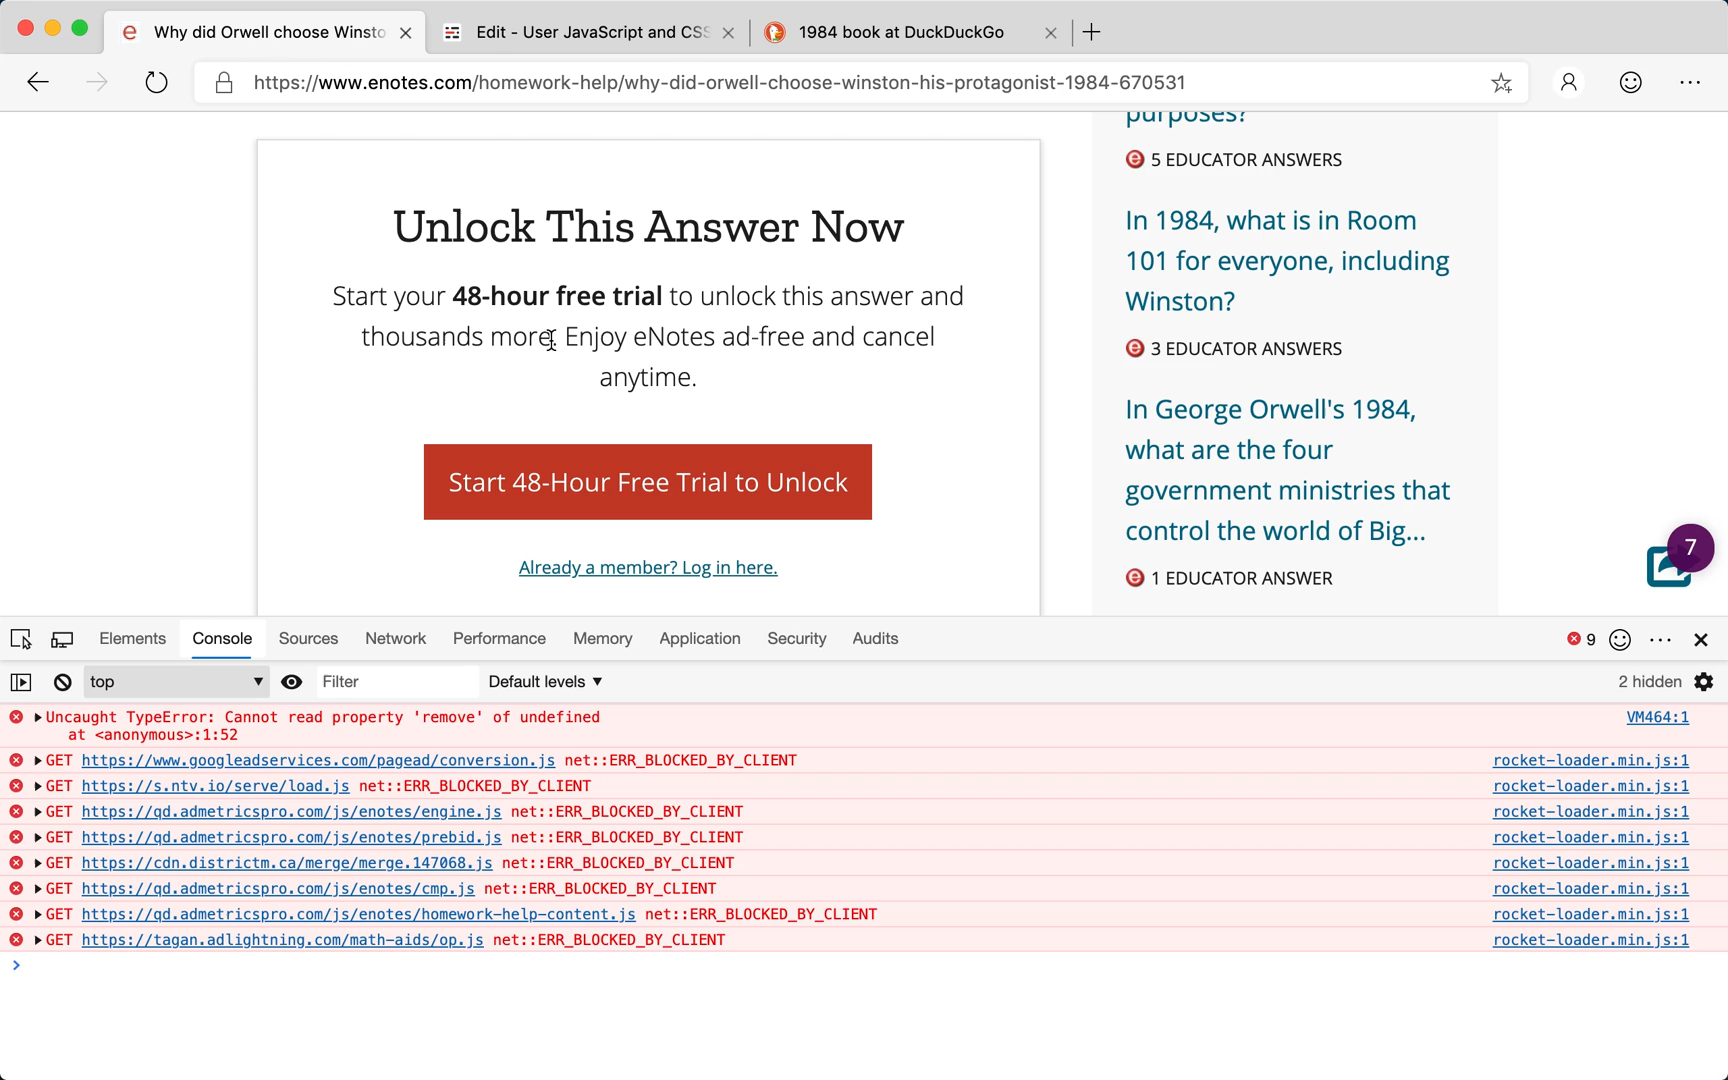 Why did Orwell choose Winsto
Edit - User JavaScript and CSS
1984 book at DuckDuckGo
https://www.enotes.com/homework-help/why-did-orwell-choose-winston-his-protagonist-1984-670531
Unlock This Answer Now
Start your 48-hour free trial to unlock this answer and
thousands more. Enjoy eNotes ad-free and cancel
anytime.
Start 48-Hour Free Trial to Unlock
Already a member? Log in here.
purposes?
5 EDUCATOR ANSWERS
In 1984, what is in Room
101 for everyone, including
Winston?
3 EDUCATOR ANSWERS
In George Orwell's 1984,
what are the four
government ministries that
control the world of Big...
1 EDUCATOR ANSWER
7
Elements Console Sources Network Performance Memory Application Security Audits 9
top Filter Default levels 2 hidden
Uncaught TypeError: Cannot read property 'remove' of undefined VM464:1
at <anonymous>:1:52
GET https://www.googleadservices.com/pagead/conversion.js net::ERR_BLOCKED_BY_CLIENT rocket-loader.min.js:1
GET https://s.ntv.io/serve/load.js net::ERR_BLOCKED_BY_CLIENT rocket-loader.min.js:1
GET https://qd.admetricspro.com/js/enotes/engine.js net::ERR_BLOCKED_BY_CLIENT rocket-loader.min.js:1
GET https://qd.admetricspro.com/js/enotes/prebid.js net::ERR_BLOCKED_BY_CLIENT rocket-loader.min.js:1
GET https://cdn.districtm.ca/merge/merge.147068.js net::ERR_BLOCKED_BY_CLIENT rocket-loader.min.js:1
GET https://qd.admetricspro.com/js/enotes/cmp.js net::ERR_BLOCKED_BY_CLIENT rocket-loader.min.js:1
GET https://qd.admetricspro.com/js/enotes/homework-help-content.js net::ERR_BLOCKED_BY_CLIENT rocket-loader.min.js:1
GET https://tagan.adlightning.com/math-aids/op.js net::ERR_BLOCKED_BY_CLIENT rocket-loader.min.js:1